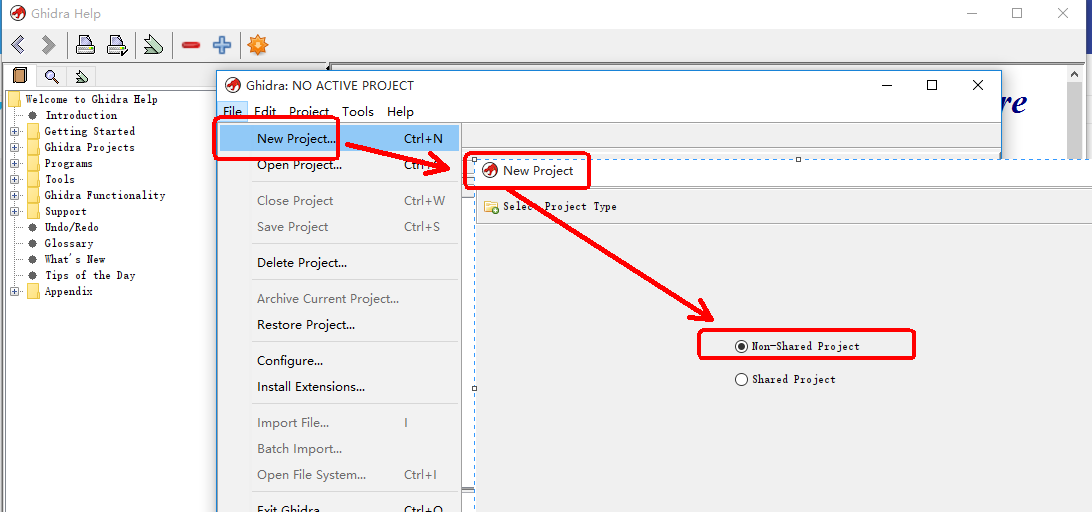 Ghidra Help
Welcome to Ghidra Help
Introduction
Getting Started
Ghidra Projects
Programs
Tools
Ghidra Functionality
Support
Undo/Redo
Glossary
What's New
Tips of the Day
Appendix
re
Ghidra: NO ACTIVE PROJECT
File Edit Project Tools Help
New Project... Ctrl+N
Open Project...
Close Project Ctrl+W
Save Project Ctrl+S
Delete Project...
Archive Current Project...
Restore Project...
Configure...
Install Extensions...
Import File... I
Batch Import...
Open File System... Ctrl+I
Exit Ghidra Ctrl+Q
New Project
Select Project Type
Non-Shared Project
Shared Project